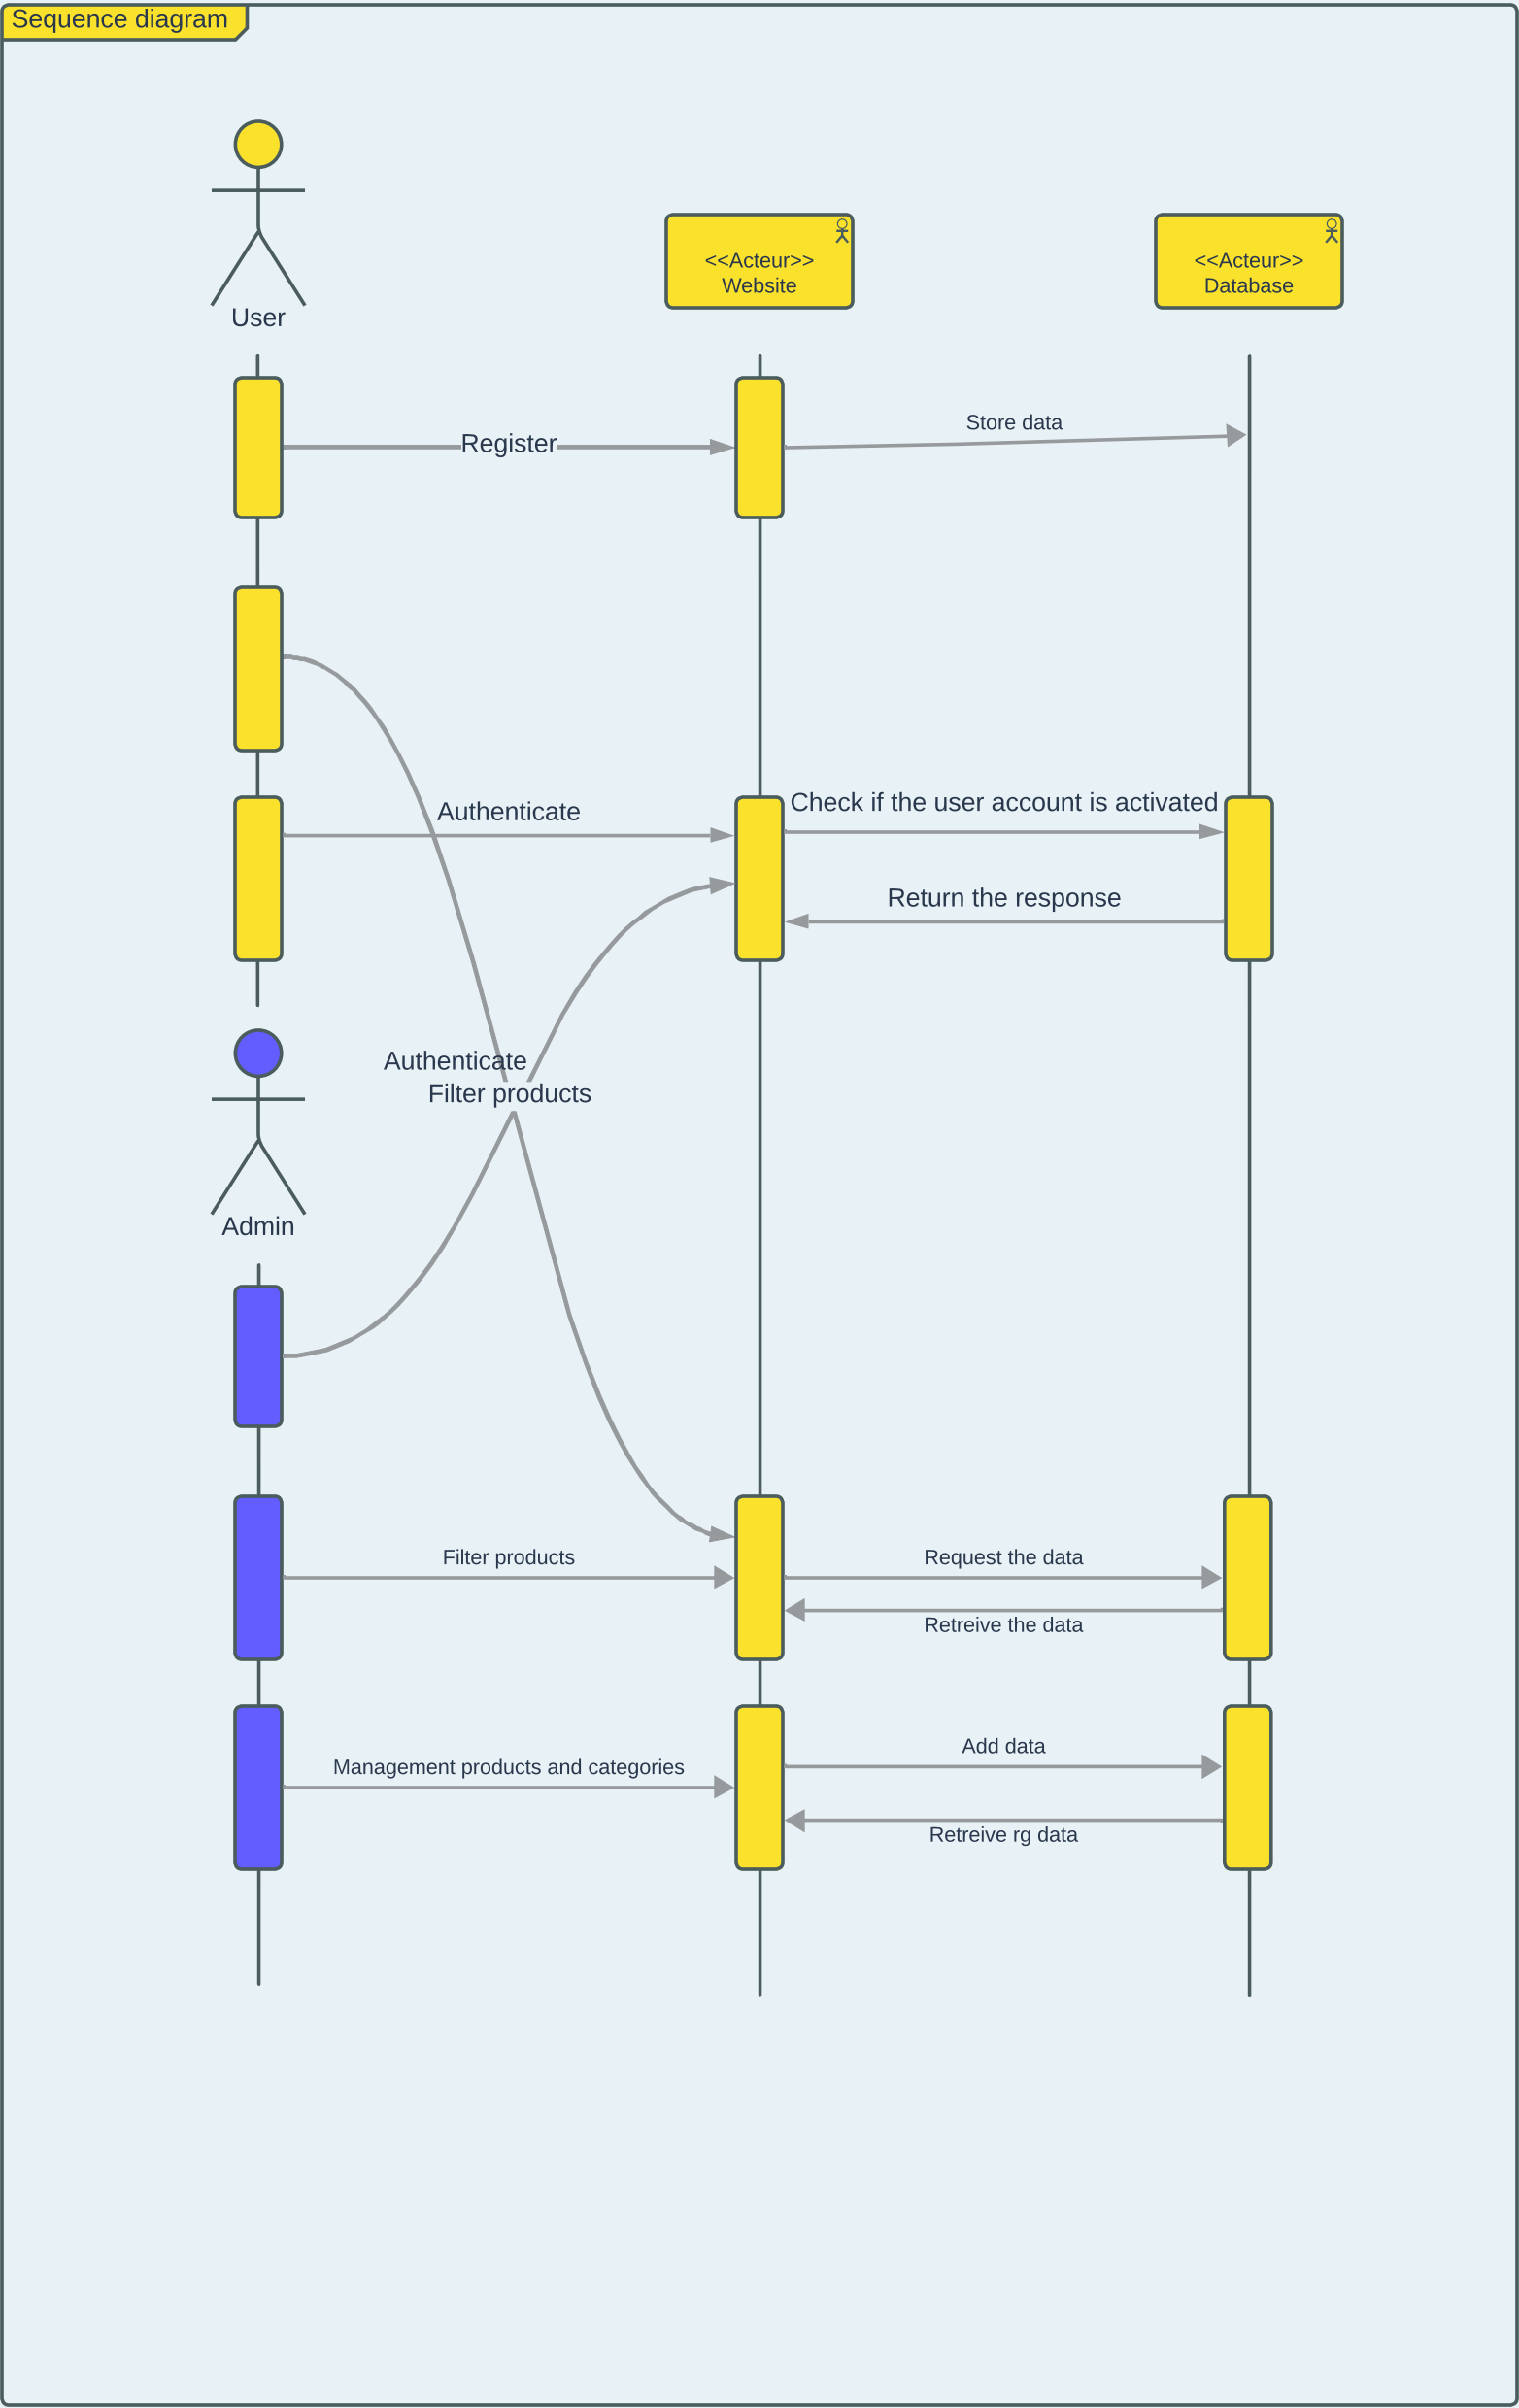 Sequence diagram
User
<<Acteur>>
Website
<<Acteur>>
Database
Register
Store data
Authenticate
Check if the user account is activated
Return the response
Authenticate
Filter products
Admin
Filter products
Request the data
Retreive the data
Management products and categories
Add data
Retreive rg data